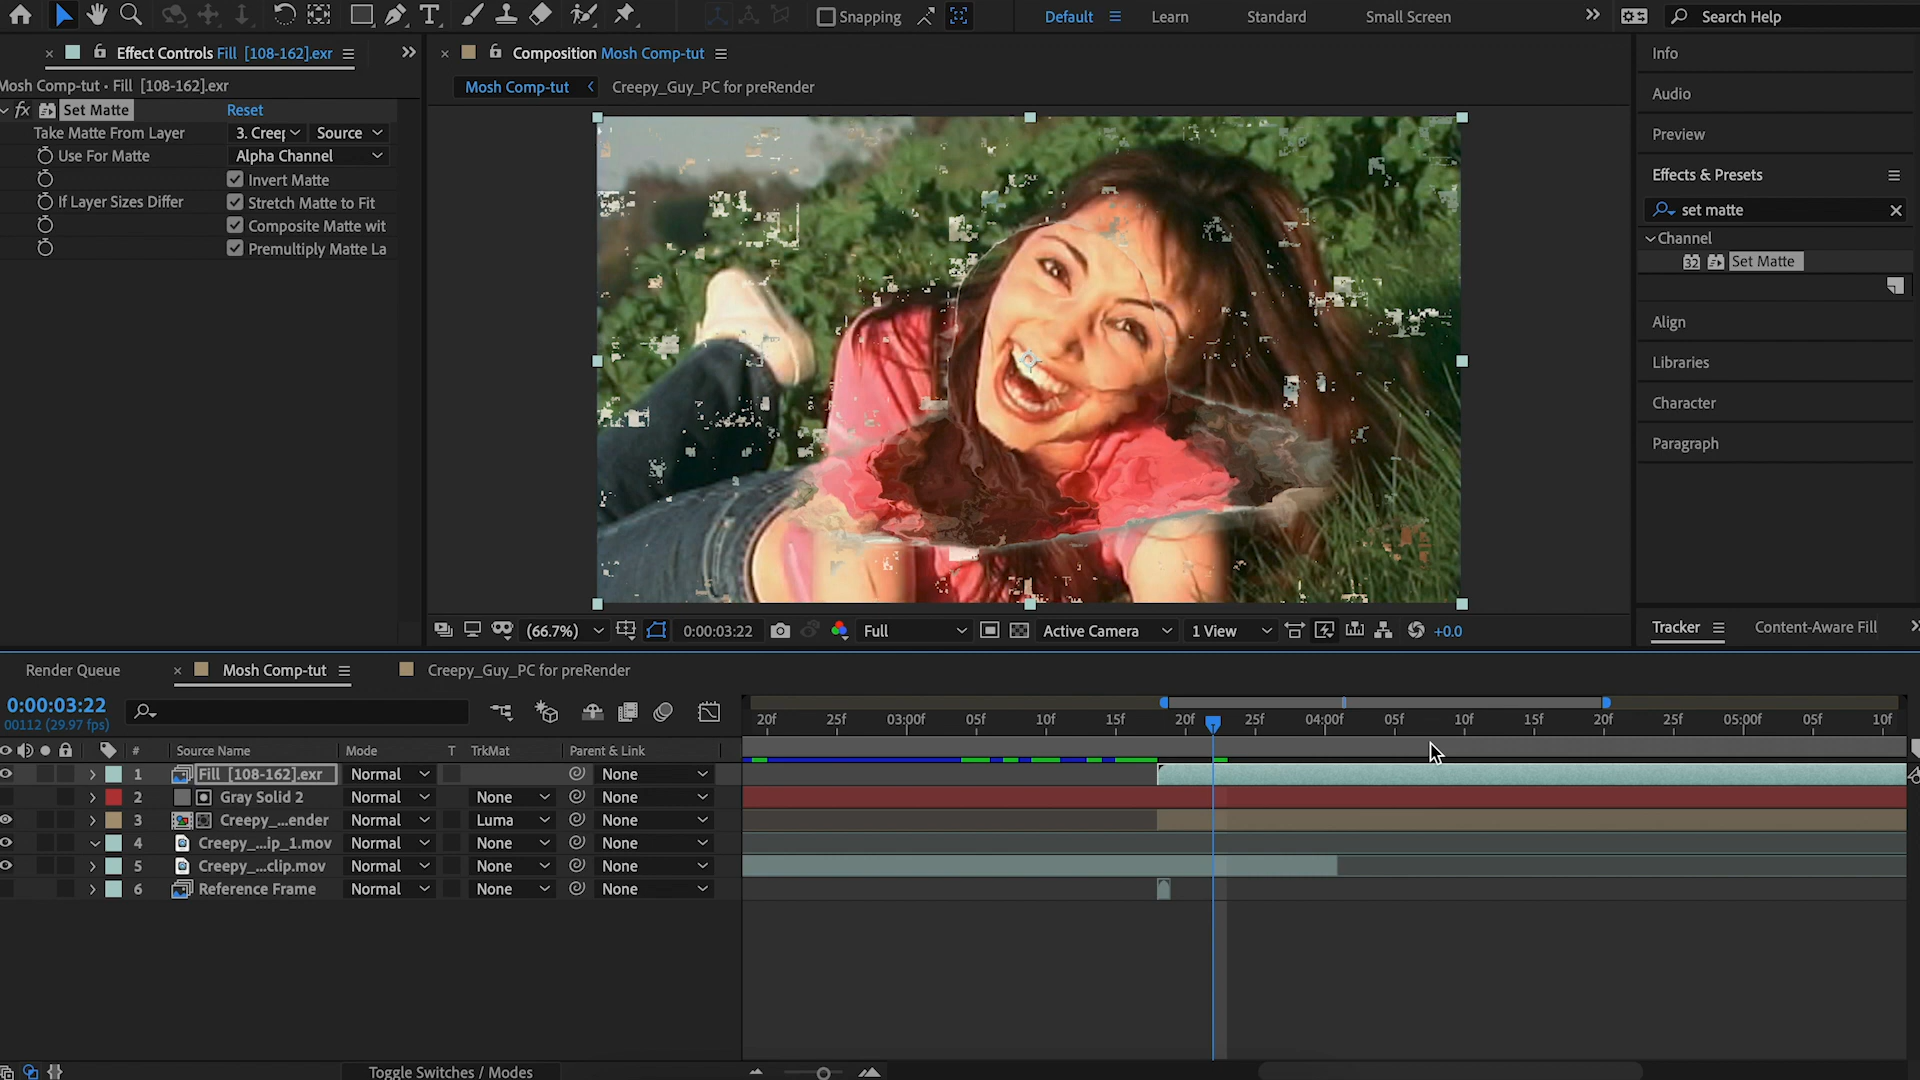 Snapping
Default
Learn
Standard
Small Screen
Search Help
Effect Controls Fill [108-162].exr
Composition Mosh Comp-tut
Info
Mosh Comp-tut • Fill [108-162].exr
Mosh Comp-tut
Creepy_Guy_PC for preRender
Audio
fx Set Matte Reset
Take Matte From Layer 3. Creep Source
Preview
Use For Matte Alpha Channel
Invert Matte
Effects & Presets
If Layer Sizes Differ Stretch Matte to Fit
set matte
Composite Matte wit
Channel
Premultiply Matte La
32 Set Matte
Align
Libraries
Character
Paragraph
(66.7%) 0:00:03:22 Full Active Camera 1 View +0.0
Tracker Content-Aware Fill
Render Queue Mosh Comp-tut Creepy_Guy_PC for preRender
0:00:03:22
00112 (29.97 fps)
20f 25f 03:00f 05f 10f 15f 20f 25f 04:00f 05f 10f 15f 20f 25f 05:00f 05f 10f
# Source Name Mode T TrkMat Parent & Link
1 Fill [108-162].exr Normal None
2 Gray Solid 2 Normal None None
3 Creepy_...ender Normal Luma None
4 Creepy_...ip_1.mov Normal None None
5 Creepy_...clip.mov Normal None None
6 Reference Frame Normal None None
Toggle Switches / Modes